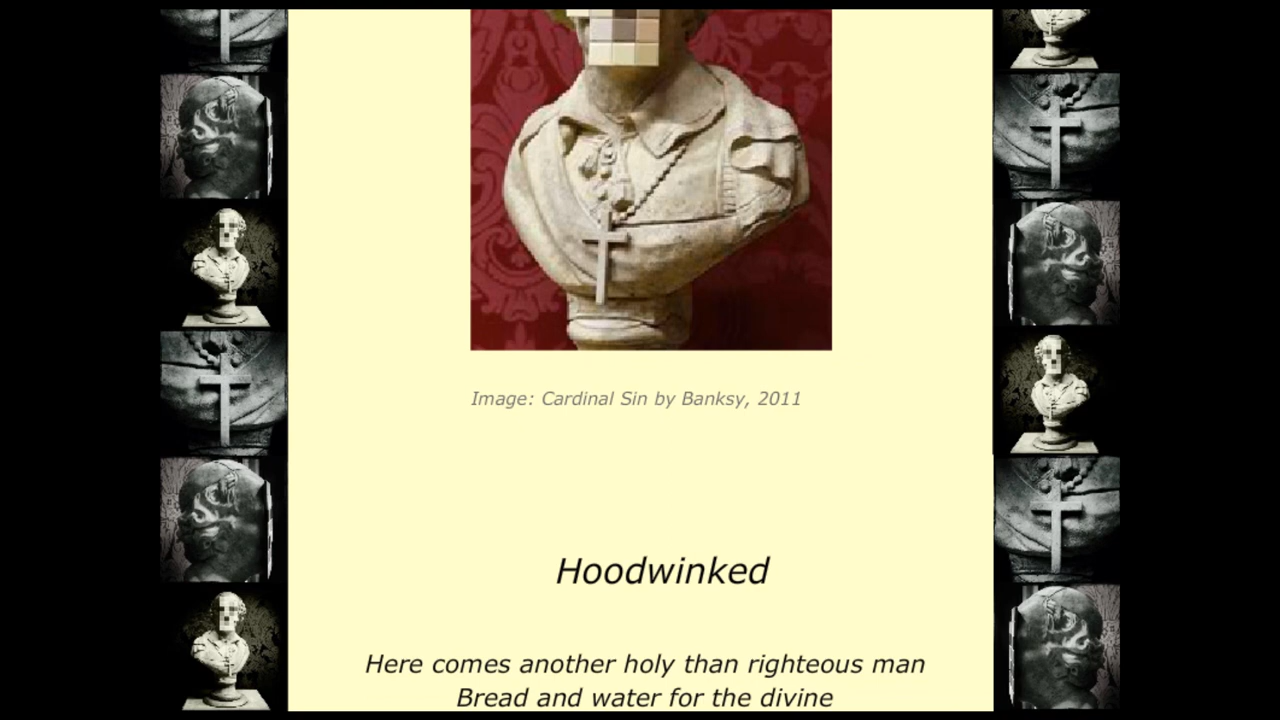 Image: Cardinal Sin by Banksy, 2011
Hoodwinked
Here comes another holy than righteous man
Bread and water for the divine